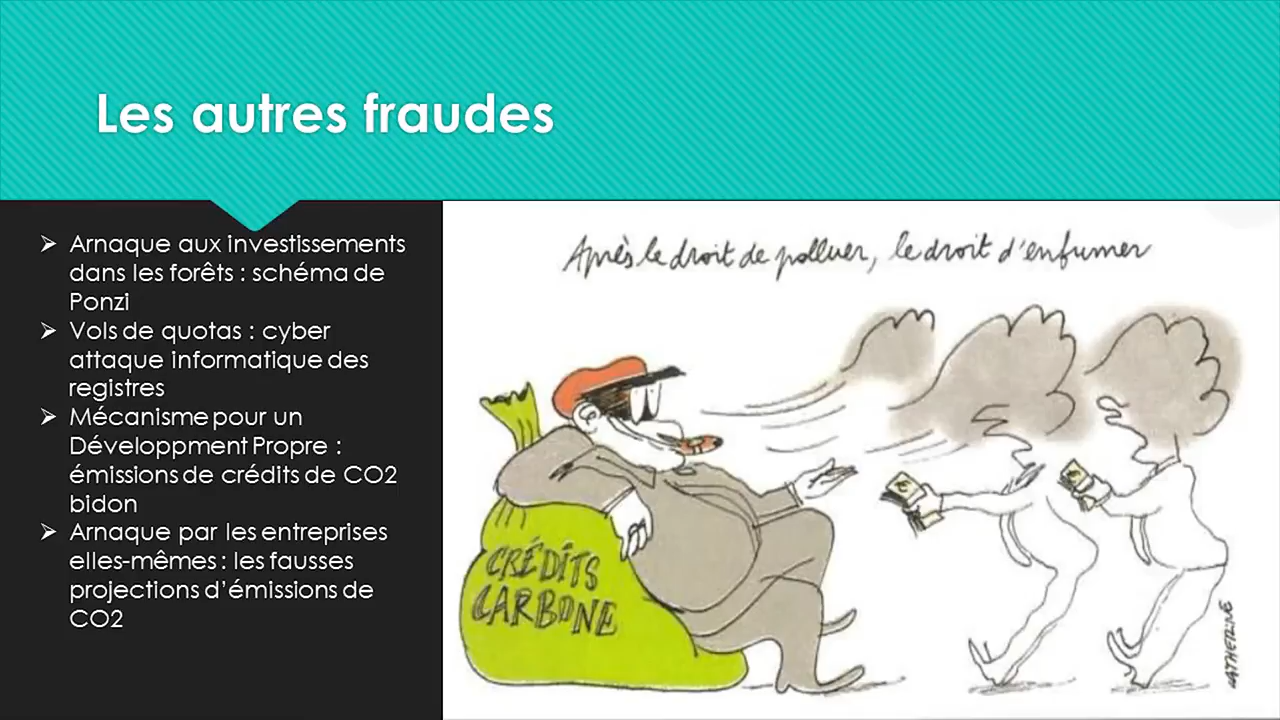 Les autres fraudes
➢ Arnaque aux investissements
dans les forêts : schéma de
Ponzi
➢ Vols de quotas : cyber
attaque informatique des
registres
➢ Mécanisme pour un
Développment Propre :
émissions de crédits de CO2
bidon
➢ Arnaque par les entreprises
elles-mêmes : les fausses
projections d’émissions de
CO2
Après le droit de polluer, le droit d'enfumer
CRÉDITS
CARBONE
CATHERINE